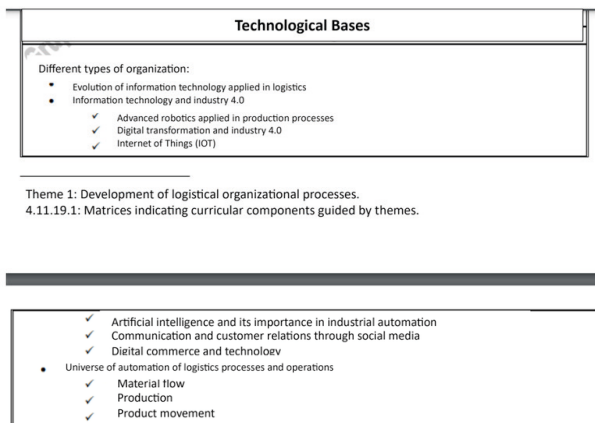 Technological Bases
Different types of organization:
• Evolution of information technology applied in logistics
• Information technology and industry 4.0
✓ Advanced robotics applied in production processes
✓ Digital transformation and industry 4.0
✓ Internet of Things (IOT)
Theme 1: Development of logistical organizational processes.
4.11.19.1: Matrices indicating curricular components guided by themes.
✓ Artificial intelligence and its importance in industrial automation
✓ Communication and customer relations through social media
✓ Digital commerce and technology
• Universe of automation of logistics processes and operations
✓ Material flow
✓ Production
✓ Product movement